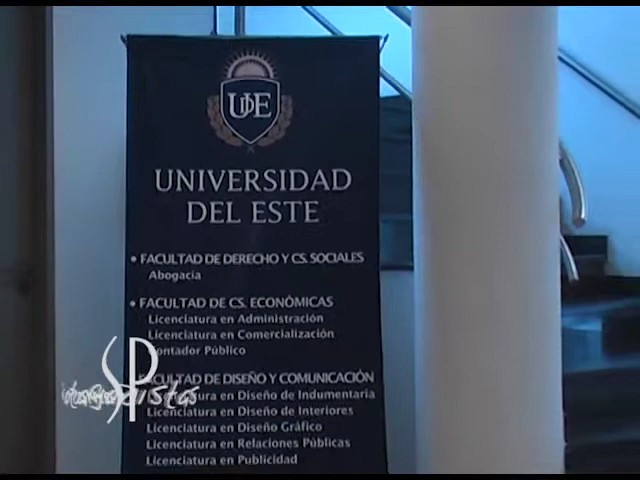 UDE
UNIVERSIDAD
DEL ESTE
• FACULTAD DE DERECHO Y CS. SOCIALES
Abogacía
• FACULTAD DE CS. ECONÓMICAS
Licenciatura en Administración
Licenciatura en Comercialización
Contador Público
FACULTAD DE DISEÑO Y COMUNICACIÓN
Licenciatura en Diseño de Indumentaria
Licenciatura en Diseño de Interiores
Licenciatura en Diseño Gráfico
Licenciatura en Relaciones Públicas
Licenciatura en Publicidad
SP